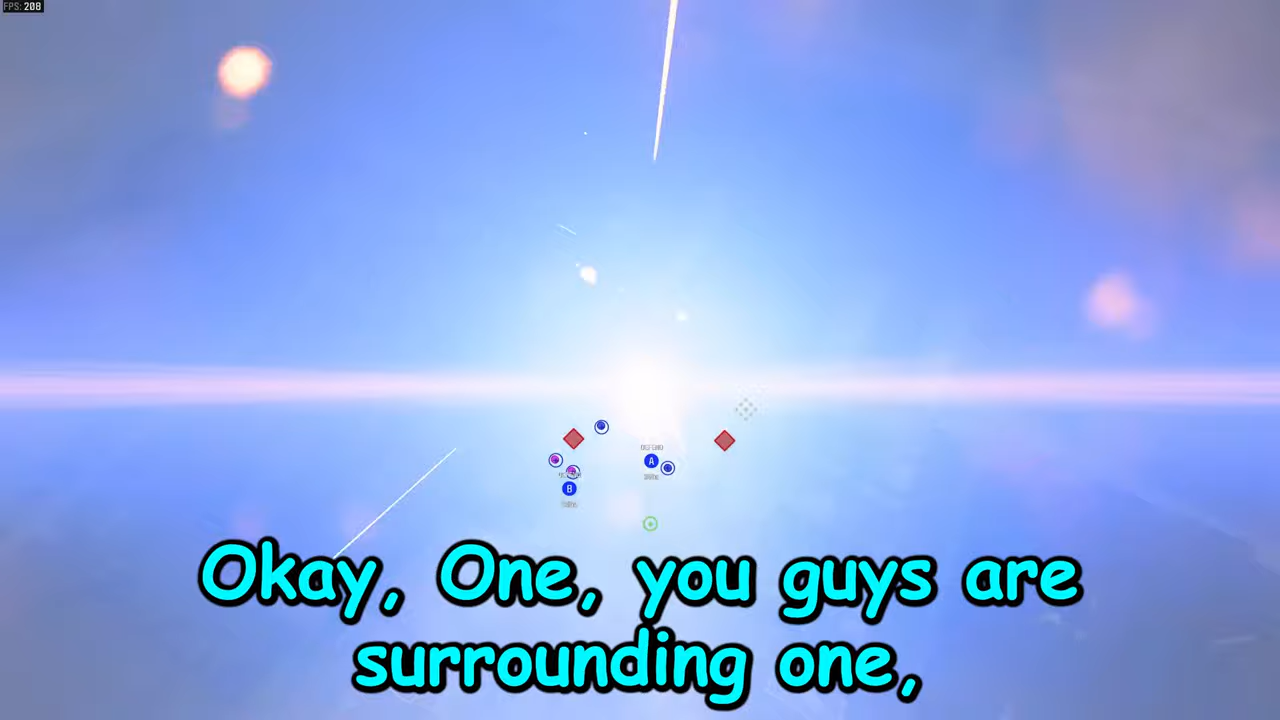 FPS: 208
A
B
Okay, One, you guys are
surrounding one,